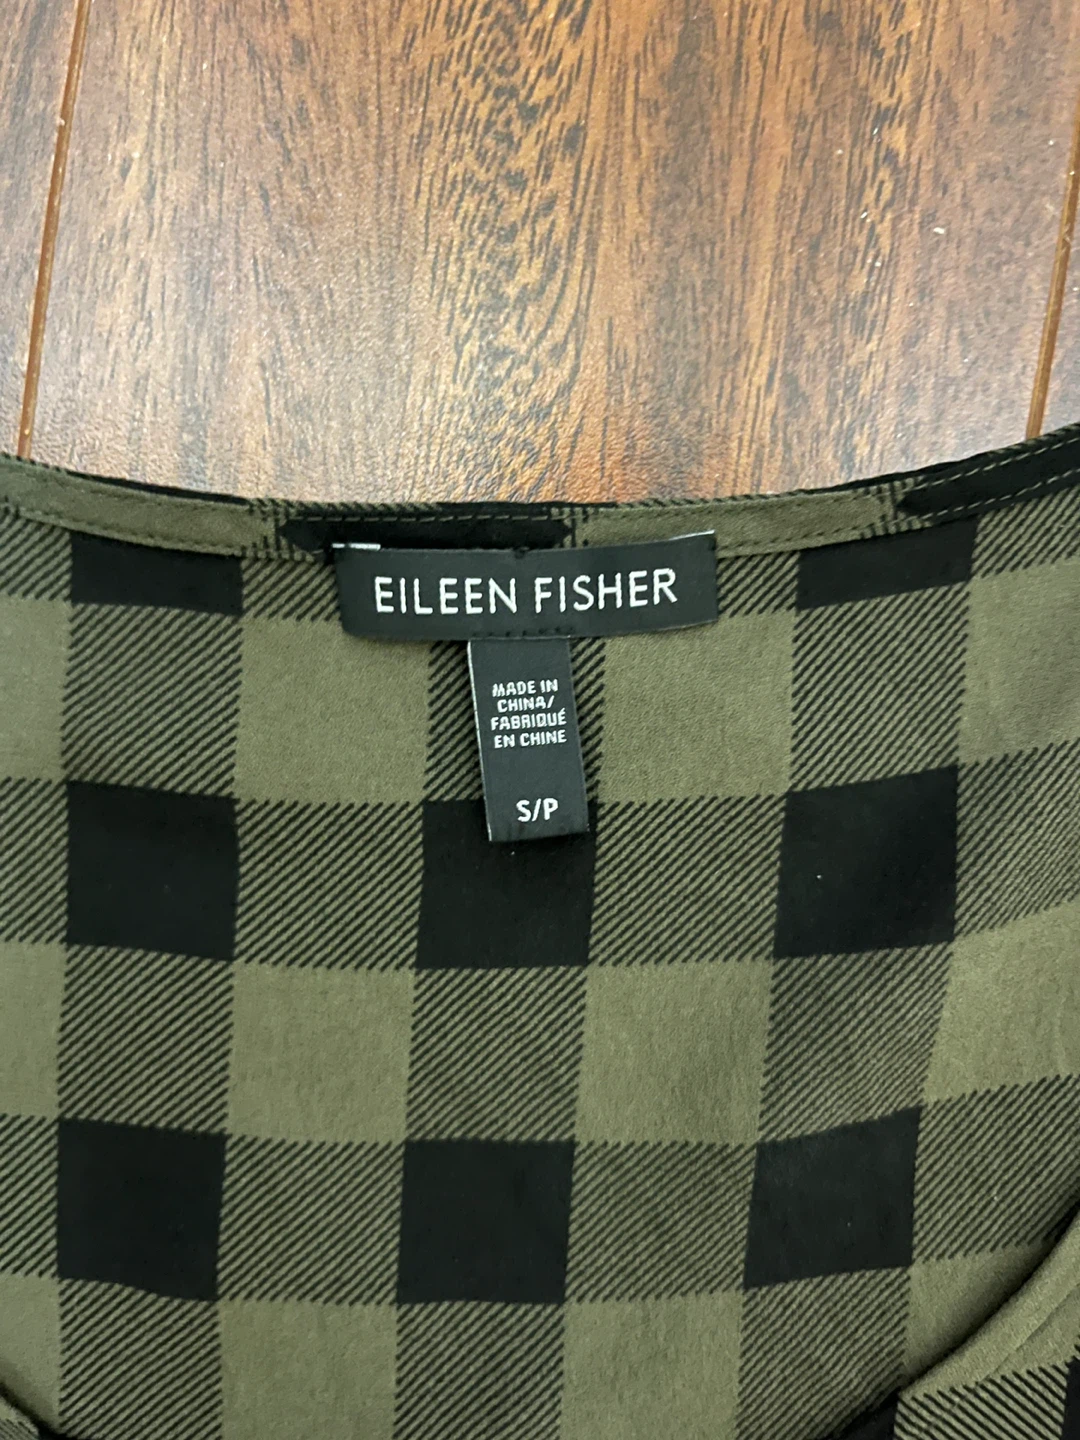 EILEEN FISHER
MADE IN
CHINA/
FABRIQUÉ
EN CHINE
S/P